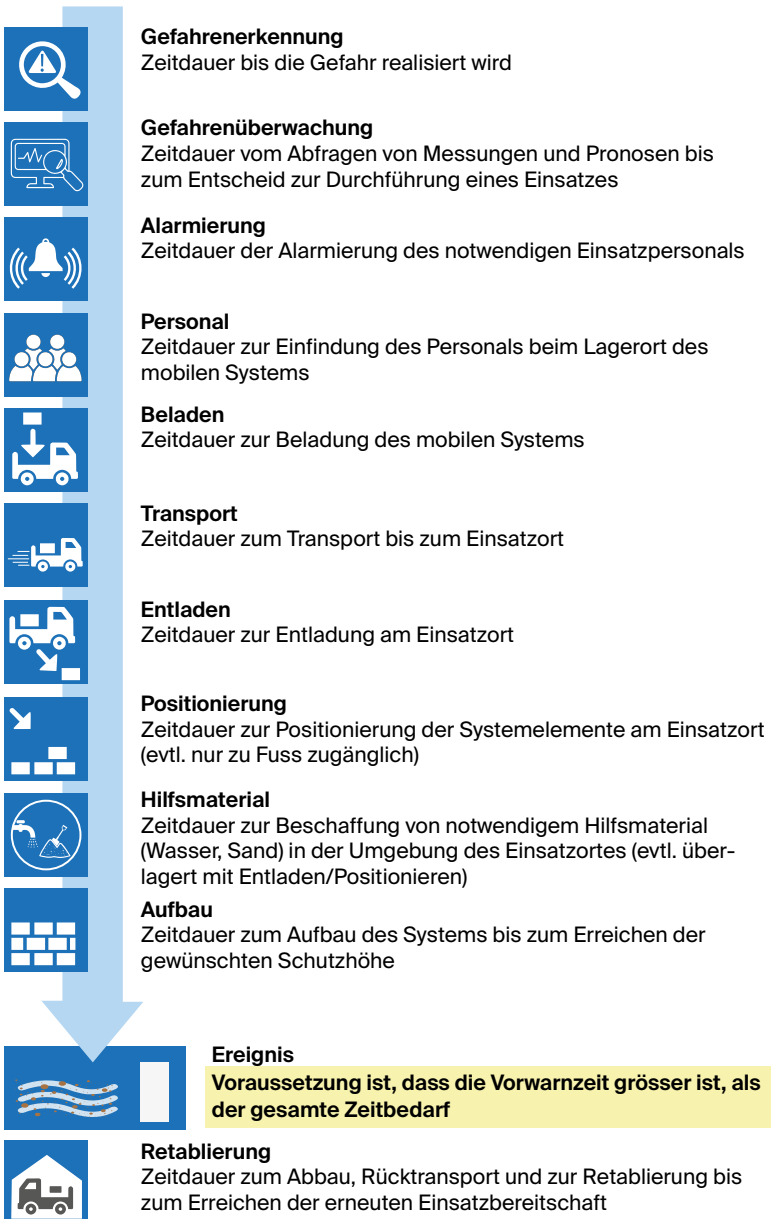 Gefahrenerkennung
Zeitdauer bis die Gefahr realisiert wird
Gefahrenüberwachung
Zeitdauer vom Abfragen von Messungen und Pronosen bis
zum Entscheid zur Durchführung eines Einsatzes
Alarmierung
Zeitdauer der Alarmierung des notwendigen Einsatzpersonals
Personal
Zeitdauer zur Einfindung des Personals beim Lagerort des
mobilen Systems
Beladen
Zeitdauer zur Beladung des mobilen Systems
Transport
Zeitdauer zum Transport bis zum Einsatzort
Entladen
Zeitdauer zur Entladung am Einsatzort
Positionierung
Zeitdauer zur Positionierung der Systemelemente am Einsatzort
(evtl. nur zu Fuss zugänglich)
Hilfsmaterial
Zeitdauer zur Beschaffung von notwendigem Hilfsmaterial
(Wasser, Sand) in der Umgebung des Einsatzortes (evtl. über-
lagert mit Entladen/Positionieren)
Aufbau
Zeitdauer zum Aufbau des Systems bis zum Erreichen der
gewünschten Schutzhöhe
Ereignis
Voraussetzung ist, dass die Vorwarnzeit grösser ist, als
der gesamte Zeitbedarf
Retablierung
Zeitdauer zum Abbau, Rücktransport und zur Retablierung bis
zum Erreichen der erneuten Einsatzbereitschaft